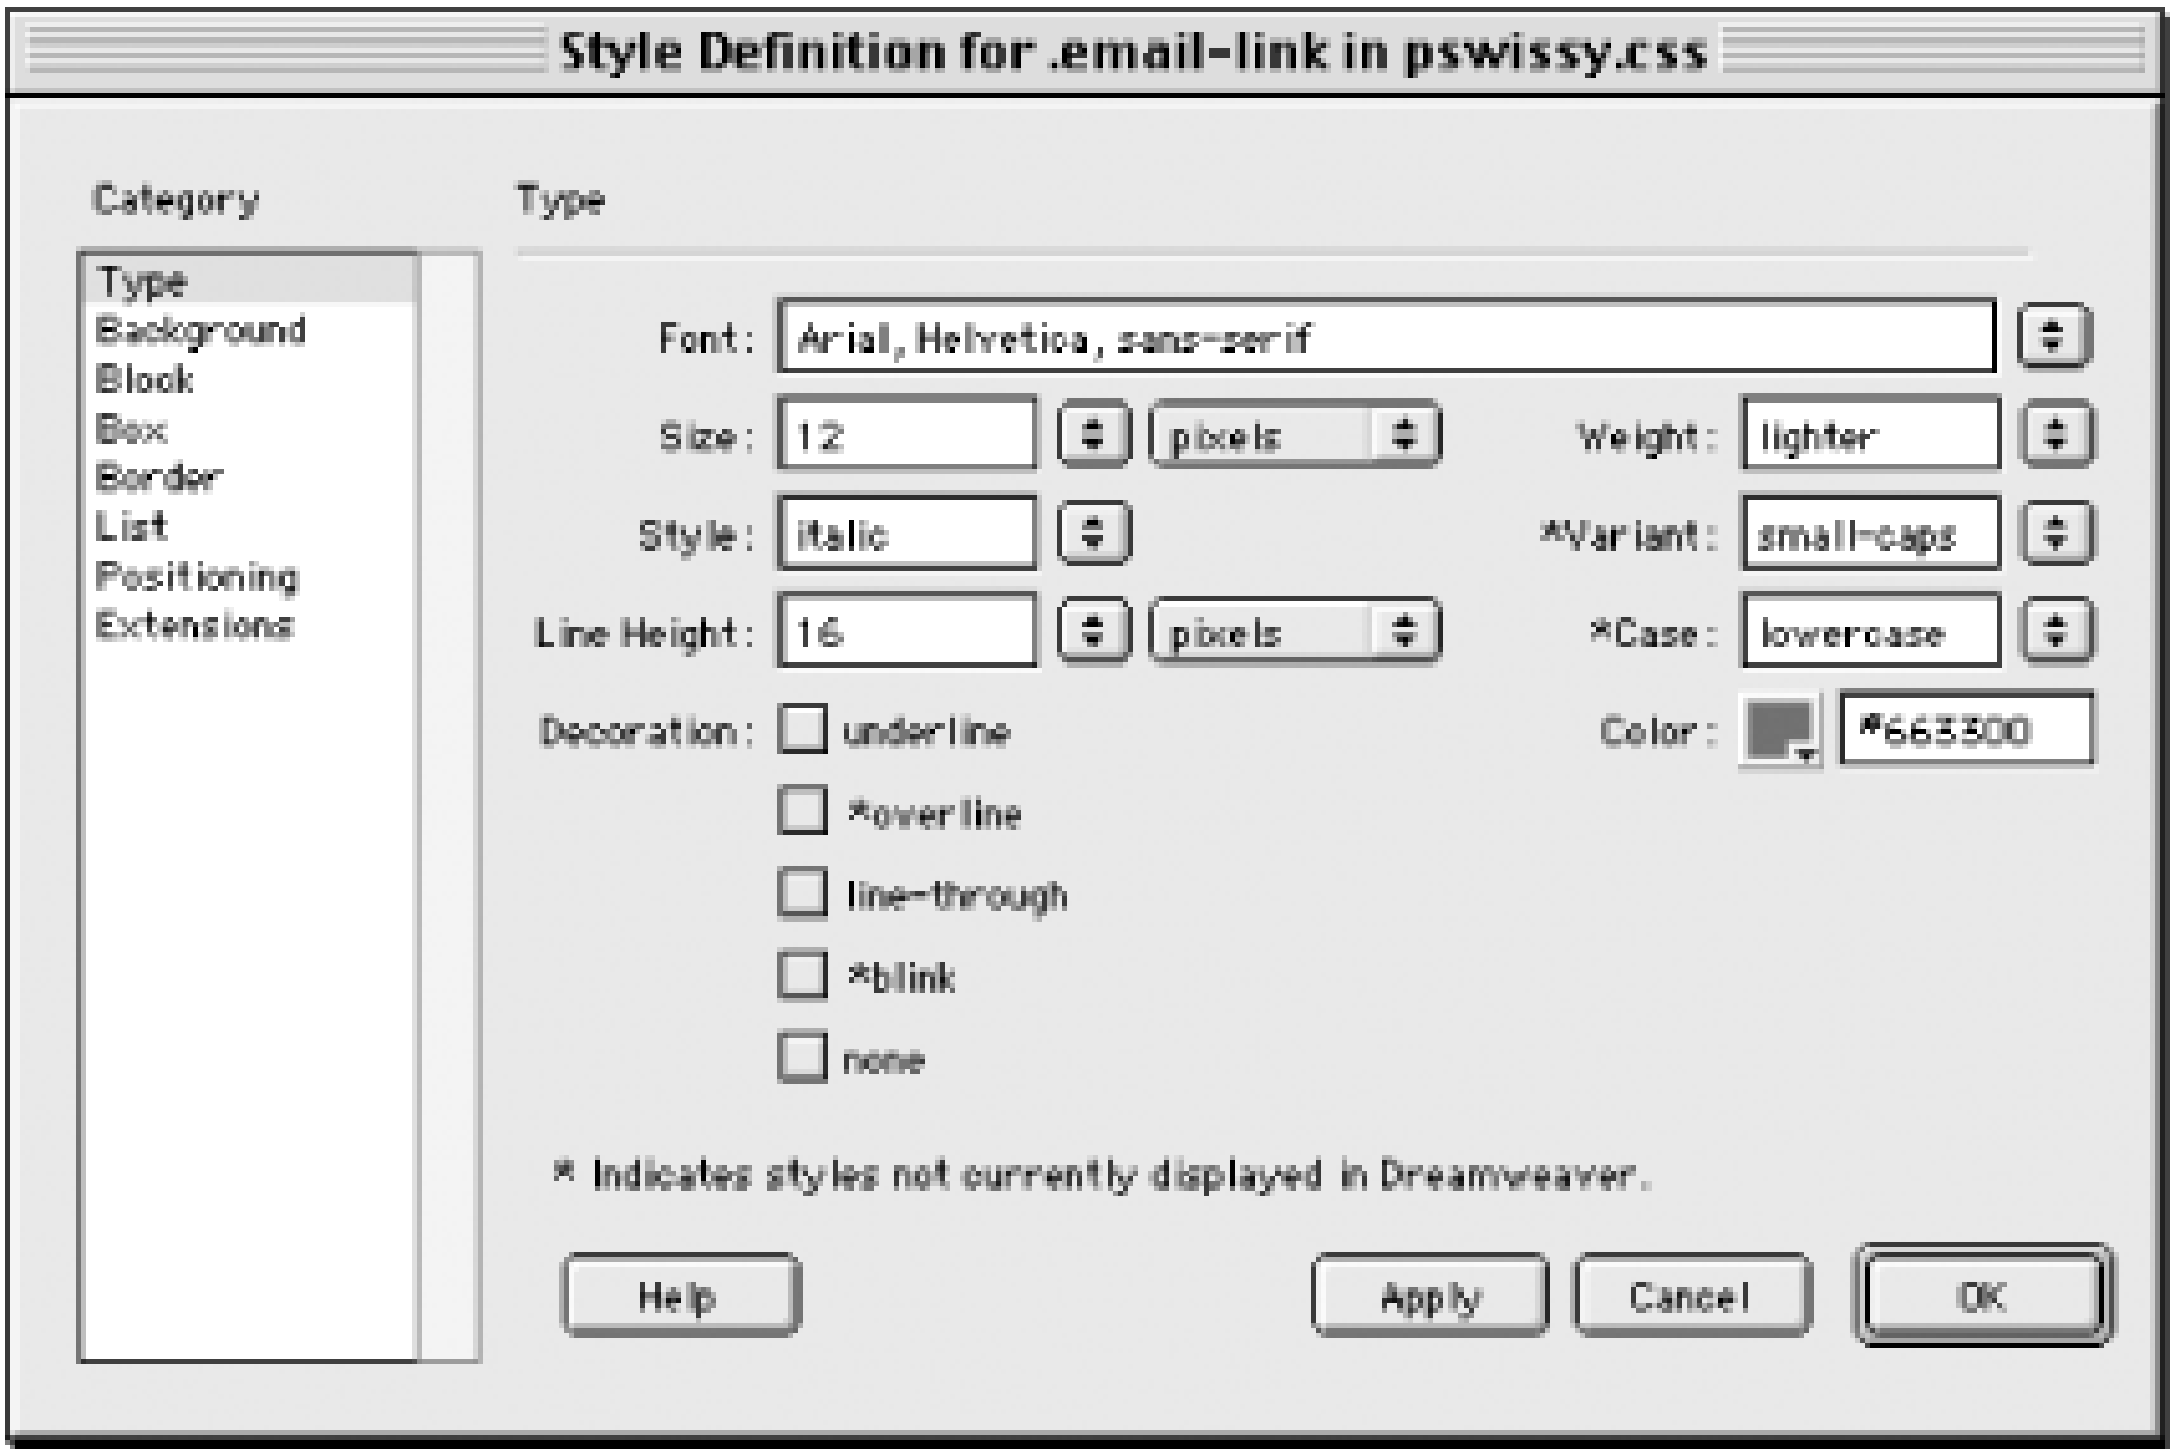 Style Definition for .email-link in pswissy.css
Category
Type
Background
Block
Box
Border
List
Positioning
Extensions
Type
Font: Arial, Helvetica, sans-serif
Size: 12 pixels Weight: lighter
Style: italic *Variant: small-caps
Line Height: 16 pixels *Case: lowercase
Decoration: underline Color: #663300
*overline
line-through
*blink
none
* Indicates styles not currently displayed in Dreamweaver.
Help Apply Cancel OK